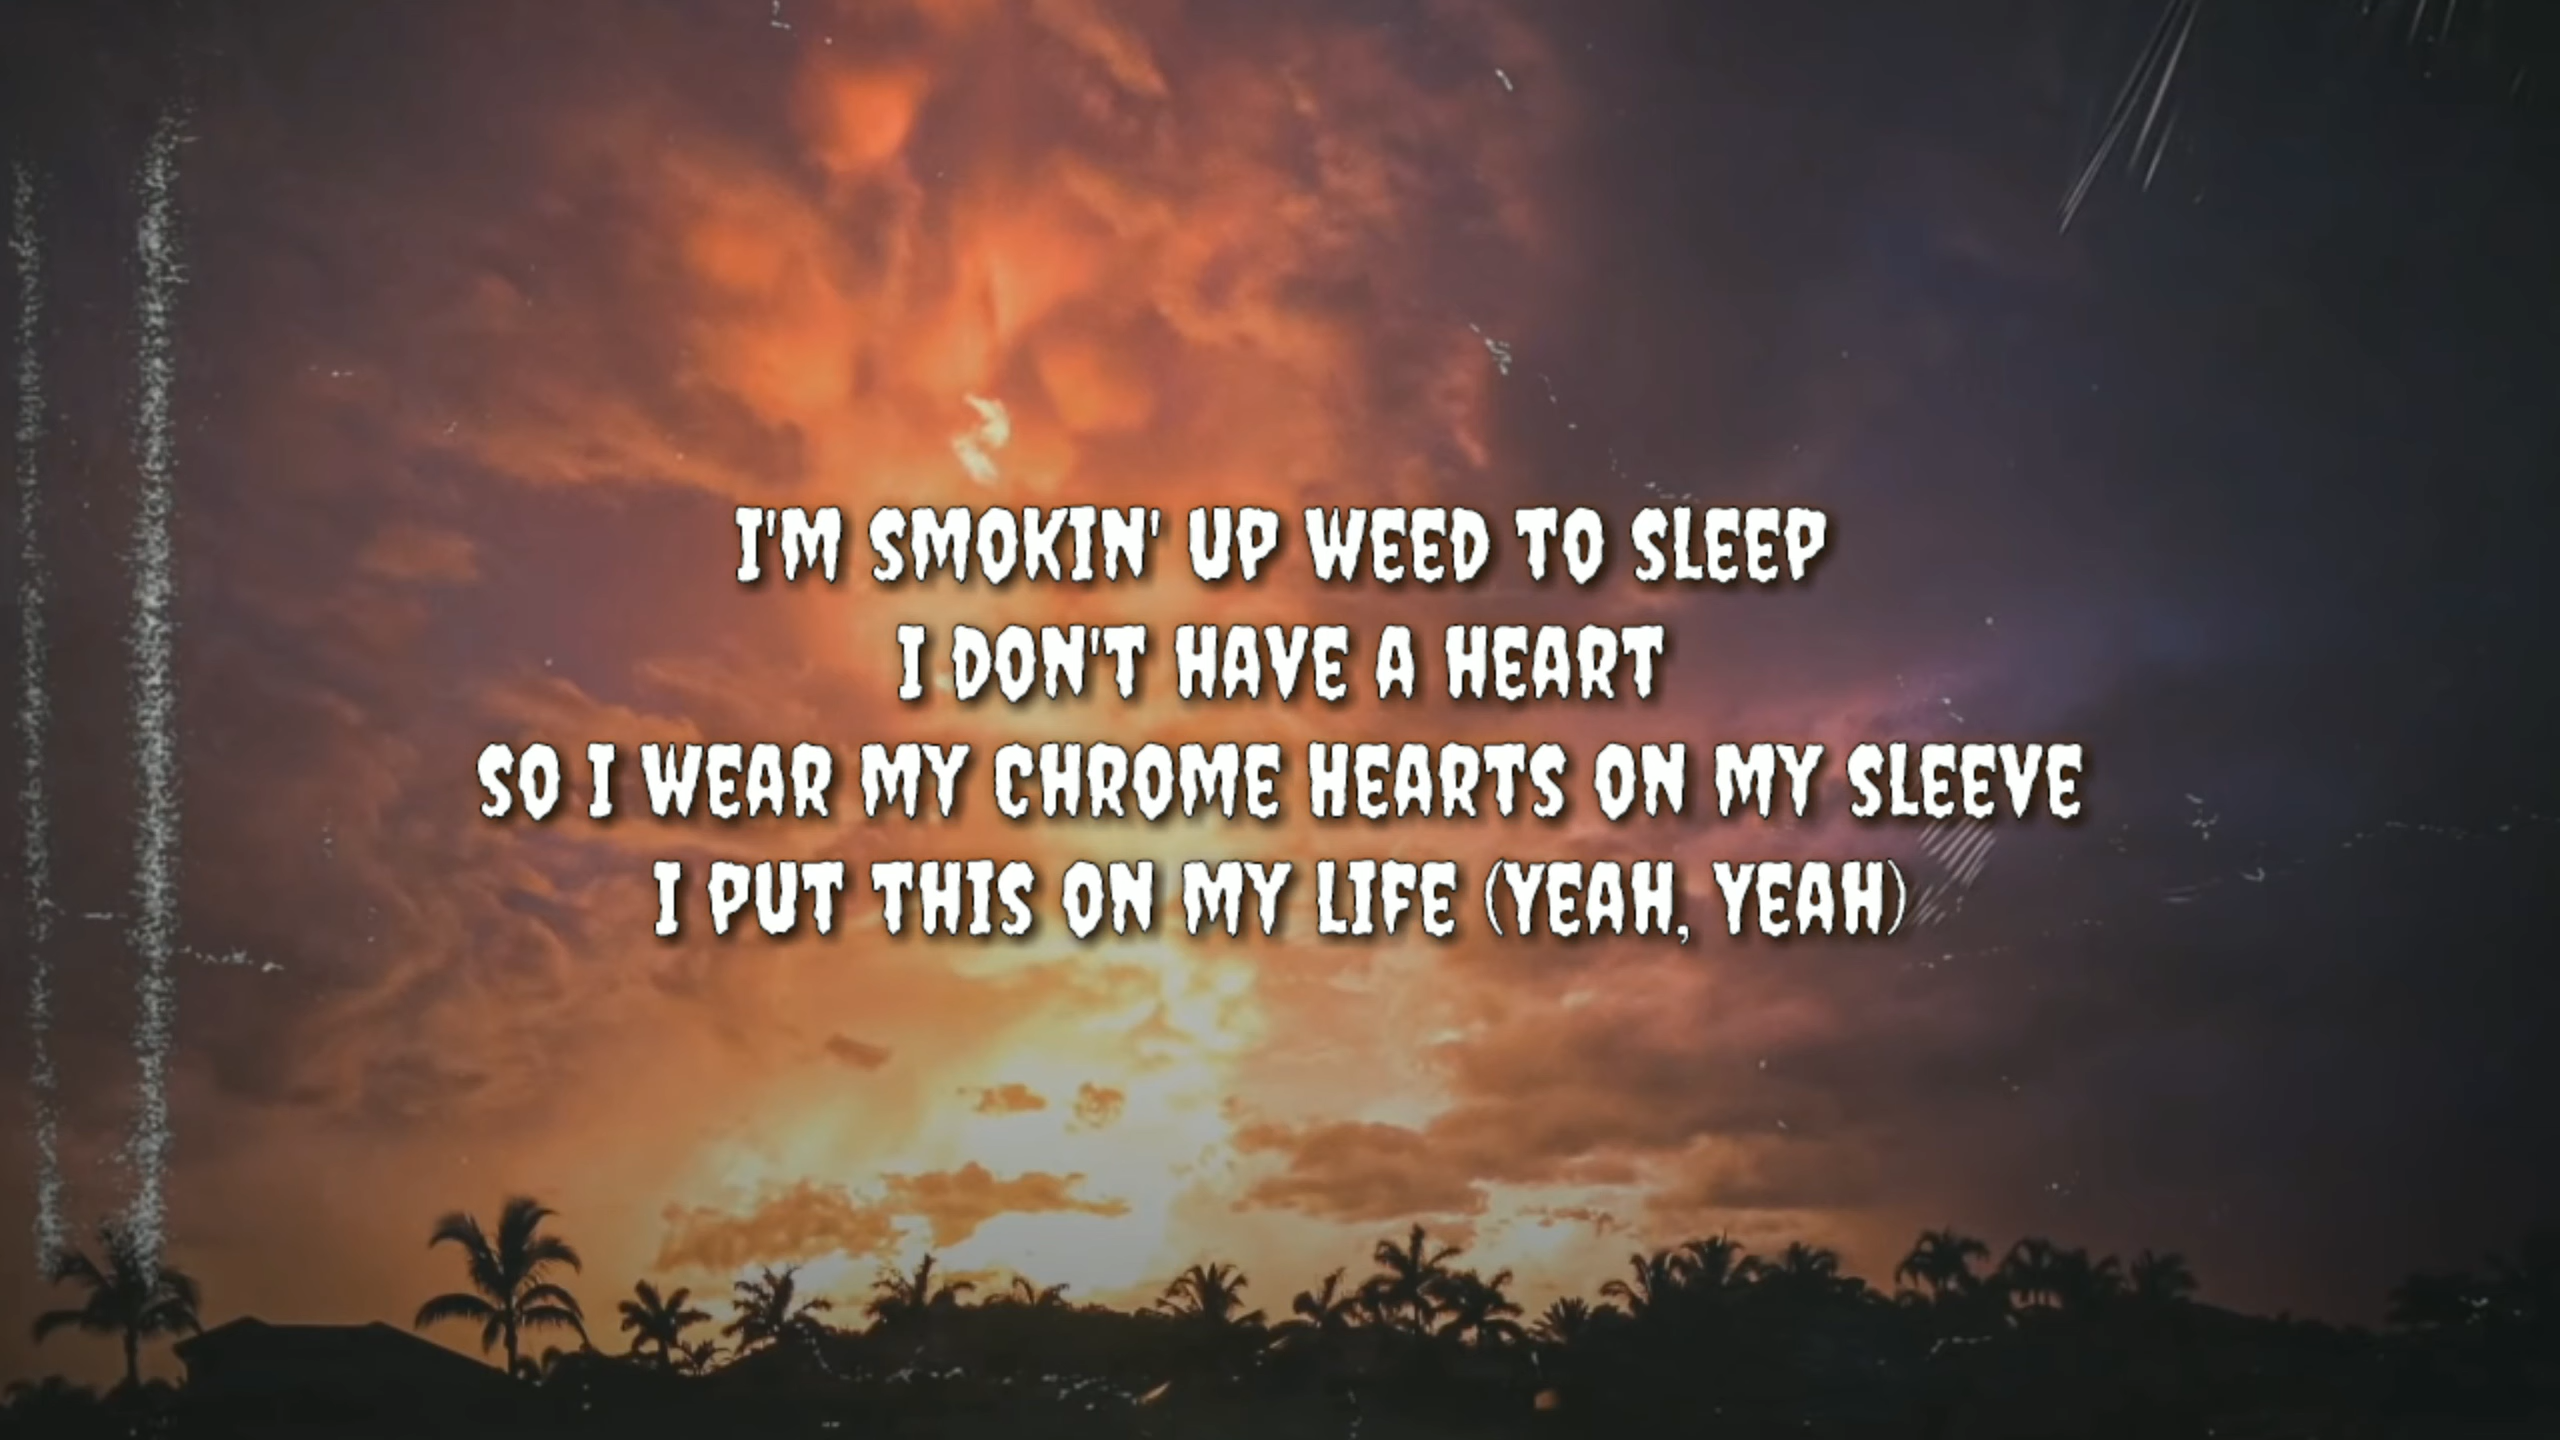 I'M SMOKIN' UP WEED TO SLEEP
I DON'T HAVE A HEART
SO I WEAR MY CHROME HEARTS ON MY SLEEVE
I PUT THIS ON MY LIFE (YEAH, YEAH)